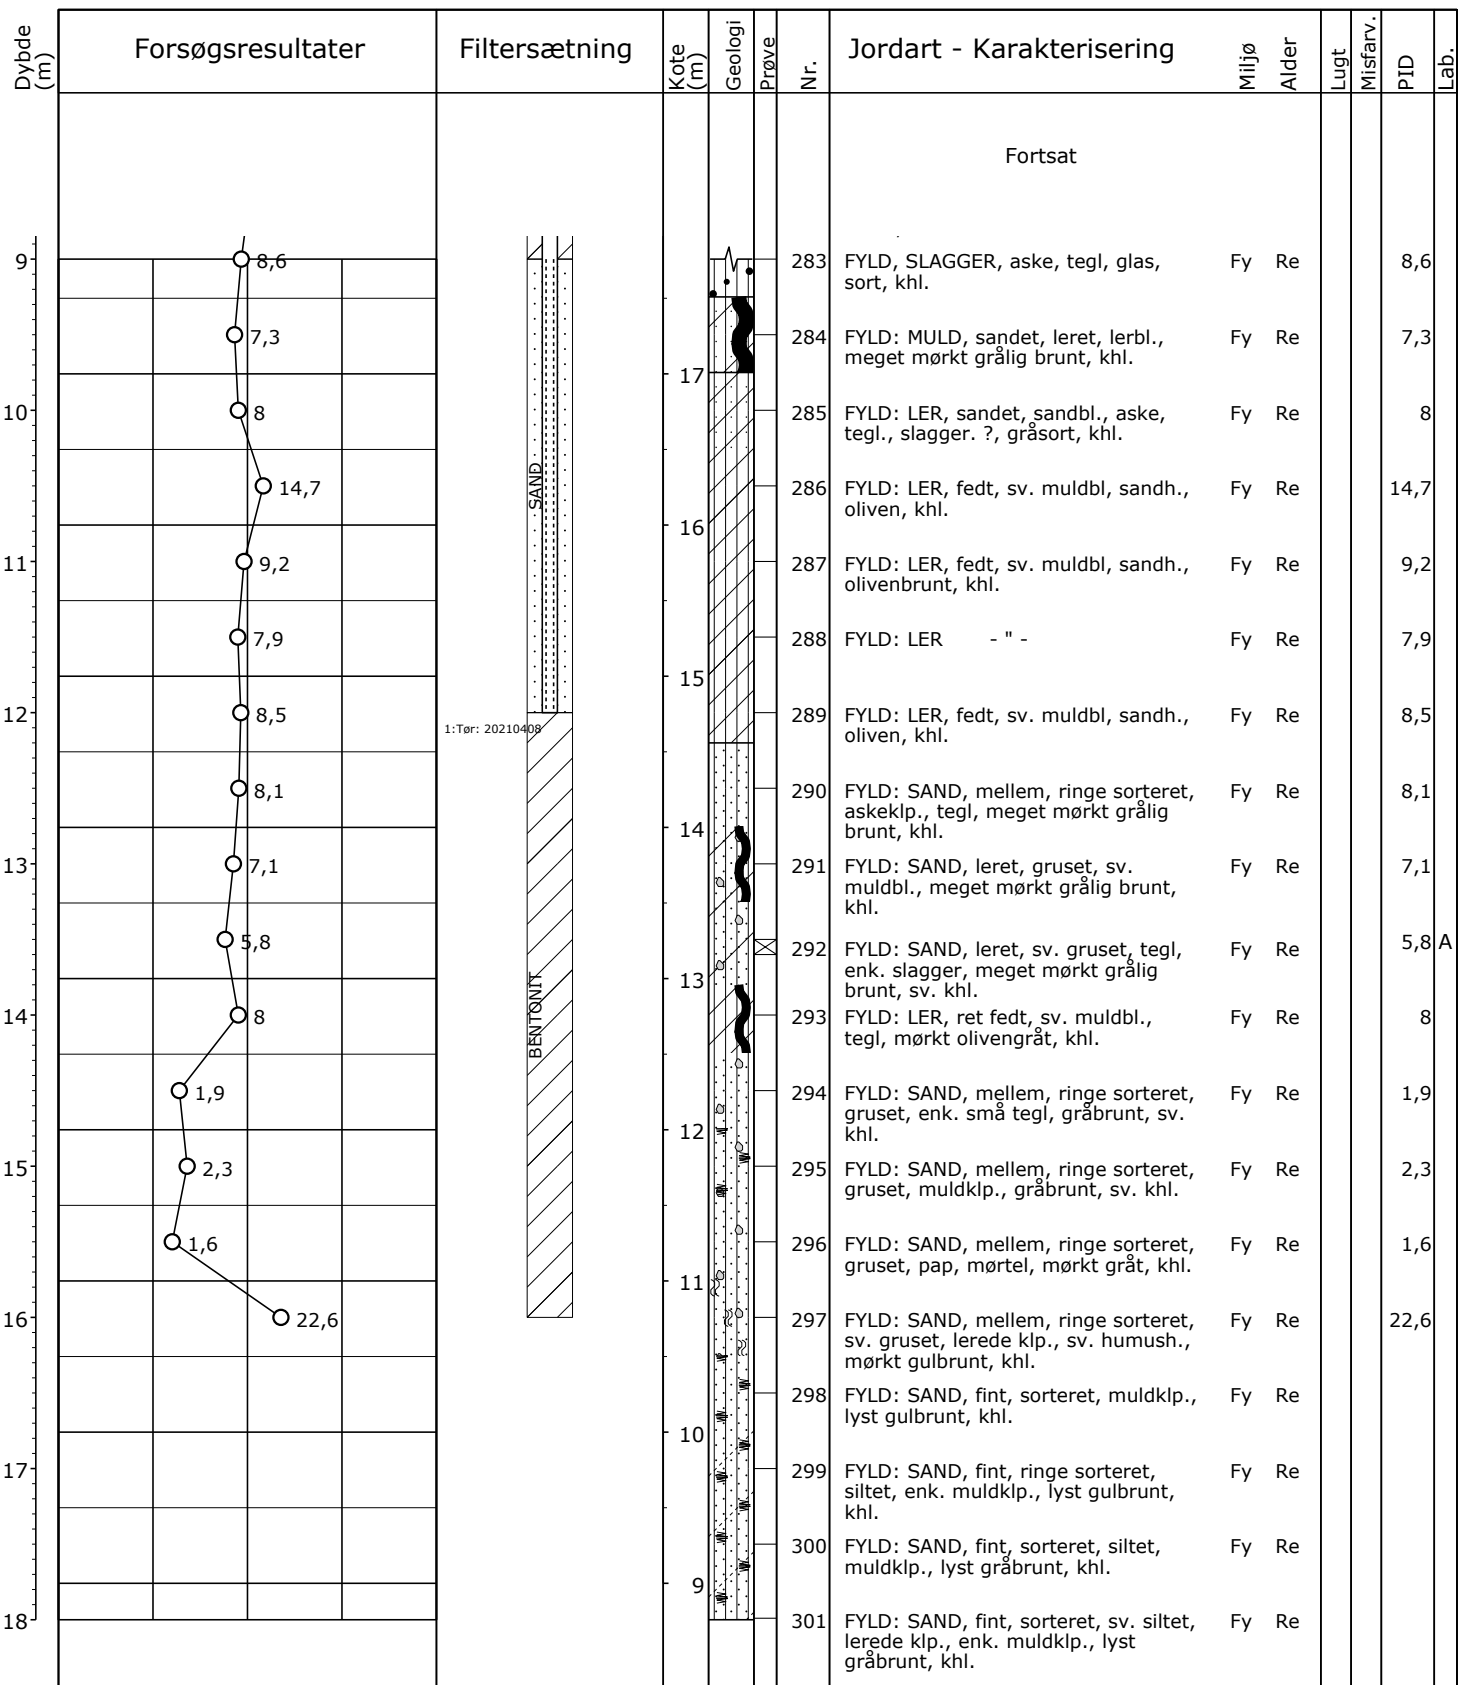 Dybde (m) Forsøgsresultater Filtersætning Kote (m) Geologi Prøve Nr. Jordart - Karakterisering Miljø Alder Lugt Misfarv. PID Lab.
Fortsat
9 8,6 283 FYLD, SLAGGER, aske, tegl, glas, Fy Re 8,6
sort, khl.
7,3 284 FYLD: MULD, sandet, leret, lerbl., Fy Re 7,3
meget mørkt grålig brunt, khl.
17
10 8 285 FYLD: LER, sandet, sandbl., aske, Fy Re 8
tegl., slagger. ?, gråsort, khl.
SAND
14,7 286 FYLD: LER, fedt, sv. muldbl, sandh., Fy Re 14,7
oliven, khl.
16
11 9,2 287 FYLD: LER, fedt, sv. muldbl, sandh., Fy Re 9,2
olivenbrunt, khl.
7,9 288 FYLD: LER - " - Fy Re 7,9
15
12 8,5 289 FYLD: LER, fedt, sv. muldbl, sandh., Fy Re 8,5
1:Tør: 20210408 oliven, khl.
8,1 290 FYLD: SAND, mellem, ringe sorteret, Fy Re 8,1
askeklp., tegl, meget mørkt grålig
14 brunt, khl.
13 7,1 291 FYLD: SAND, leret, gruset, sv. Fy Re 7,1
muldbl., meget mørkt grålig brunt,
khl.
5,8 292 FYLD: SAND, leret, sv. gruset, tegl, Fy Re 5,8 A
enk. slagger, meget mørkt grålig
13 brunt, sv. khl.
BENTONIT
14 8 293 FYLD: LER, ret fedt, sv. muldbl., Fy Re 8
tegl, mørkt olivengråt, khl.
1,9 294 FYLD: SAND, mellem, ringe sorteret, Fy Re 1,9
gruset, enk. små tegl, gråbrunt, sv.
12 khl.
15 2,3 295 FYLD: SAND, mellem, ringe sorteret, Fy Re 2,3
gruset, muldklp., gråbrunt, sv. khl.
1,6 296 FYLD: SAND, mellem, ringe sorteret, Fy Re 1,6
gruset, pap, mørtel, mørkt gråt, khl.
11
16 22,6 297 FYLD: SAND, mellem, ringe sorteret, Fy Re 22,6
sv. gruset, lerede klp., sv. humush.,
mørkt gulbrunt, khl.
298 FYLD: SAND, fint, sorteret, muldklp., Fy Re
lyst gulbrunt, khl.
10
17 299 FYLD: SAND, fint, ringe sorteret, Fy Re
siltet, enk. muldklp., lyst gulbrunt,
khl.
300 FYLD: SAND, fint, sorteret, siltet, Fy Re
muldklp., lyst gråbrunt, khl.
9
18 301 FYLD: SAND, fint, sorteret, sv. siltet, Fy Re
lerede klp., enk. muldklp., lyst
gråbrunt, khl.